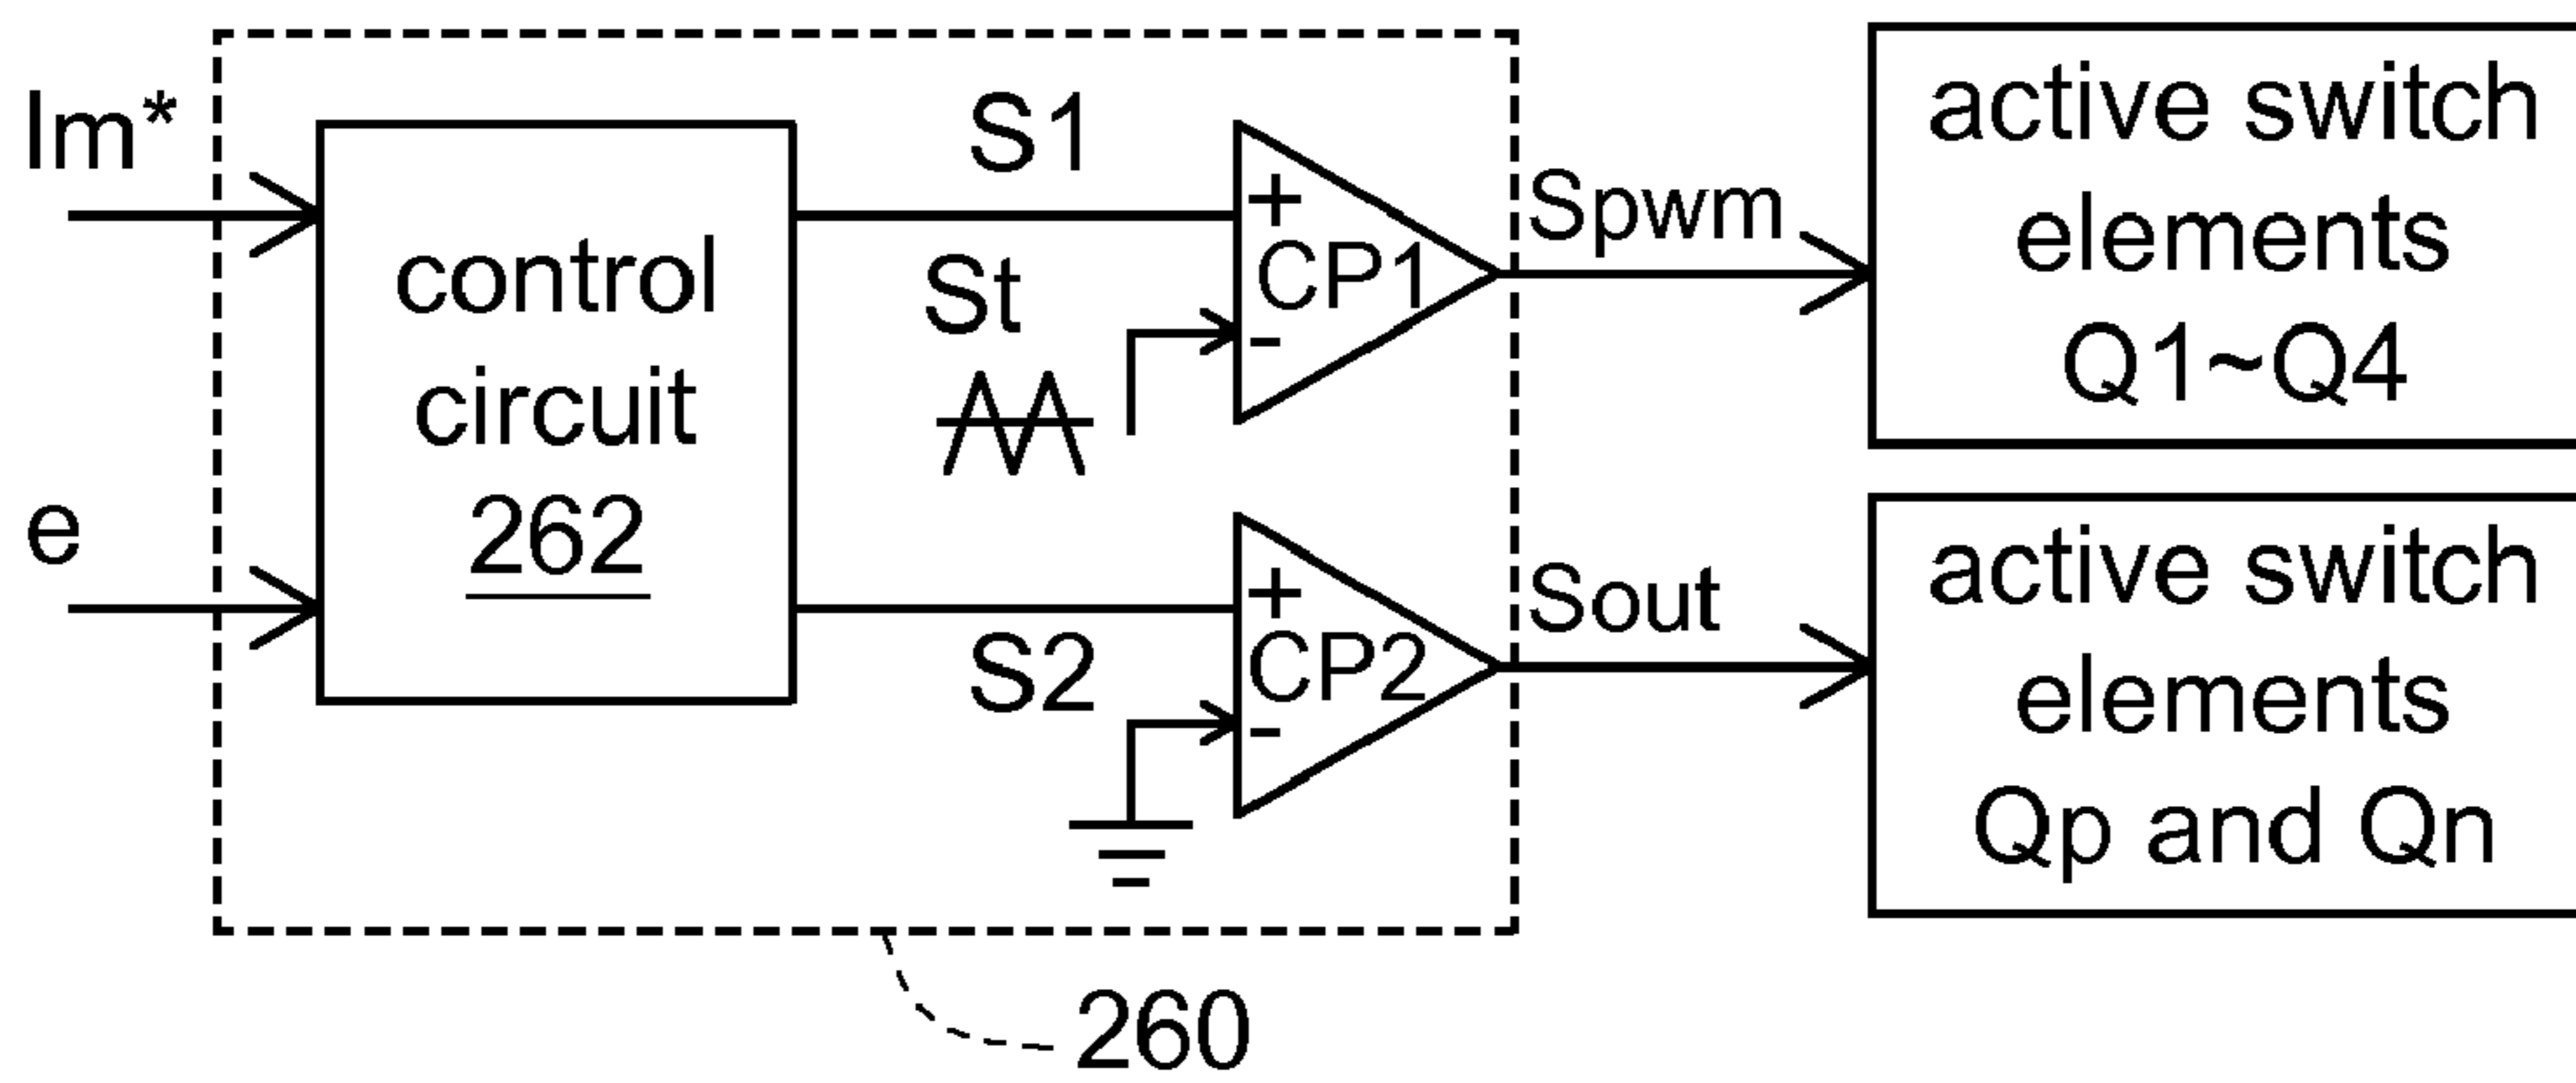 Im*
e
control
circuit
262
S1
St
S2
+
CP1
-
+
CP2
-
Spwm
Sout
active switch
elements
Q1~Q4
active switch
elements
Qp and Qn
260